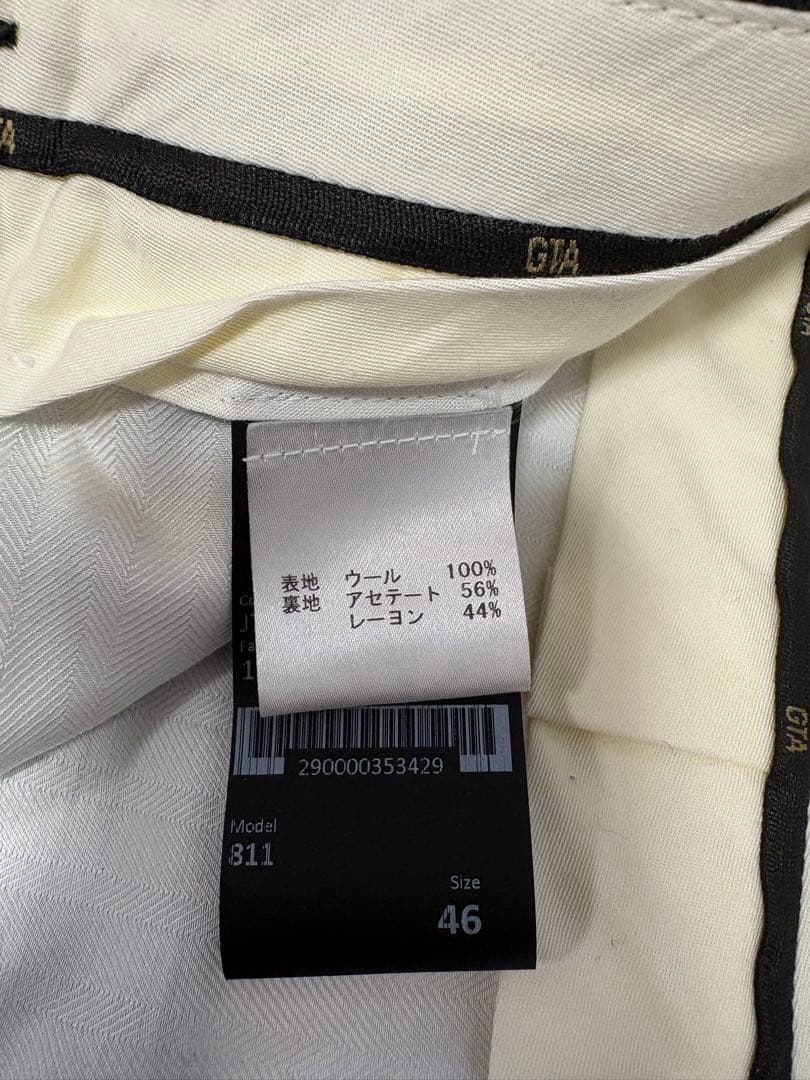 GTA
表地 ウール 100%
裏地 アセテート 56%
レーヨン 44%
290000353429
Model
811
Size
46
GTA